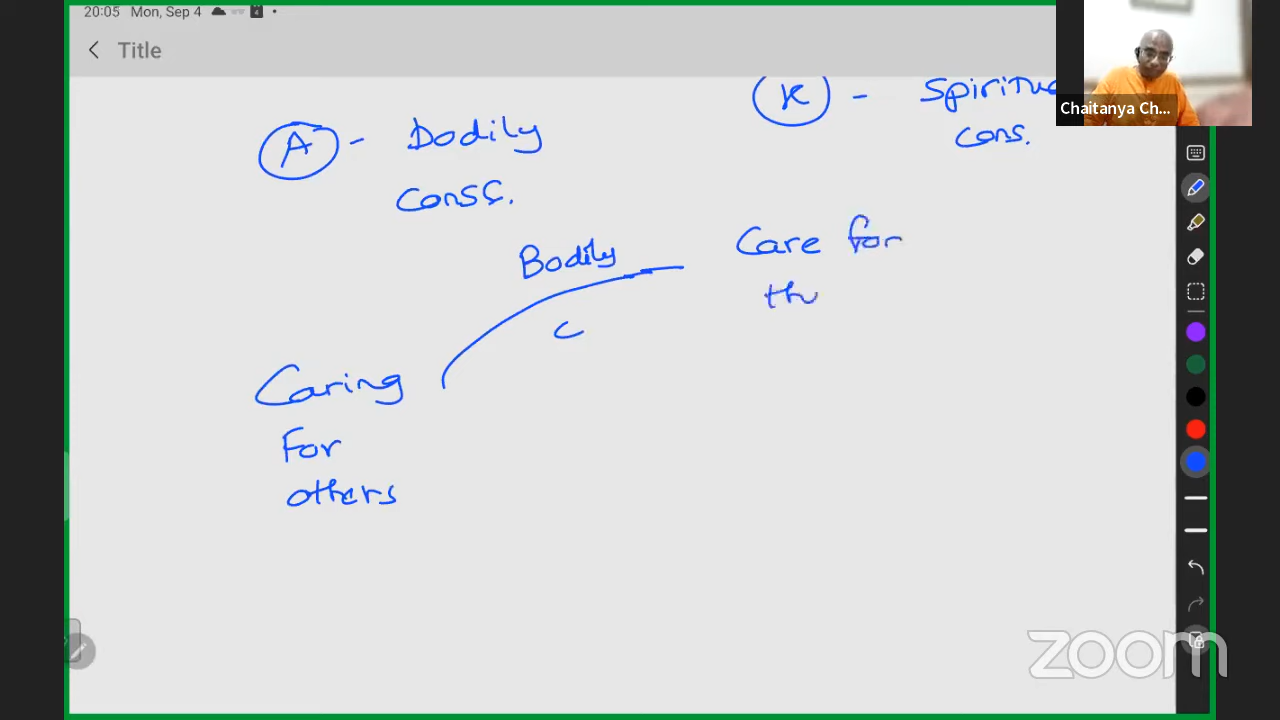 20:05 Mon, Sep 4
Title
Chaitanya Ch...
K - Spiritua
cons.
A - Bodily
consc.
Bodily
C
Care for
th
Caring
For
others
zoom